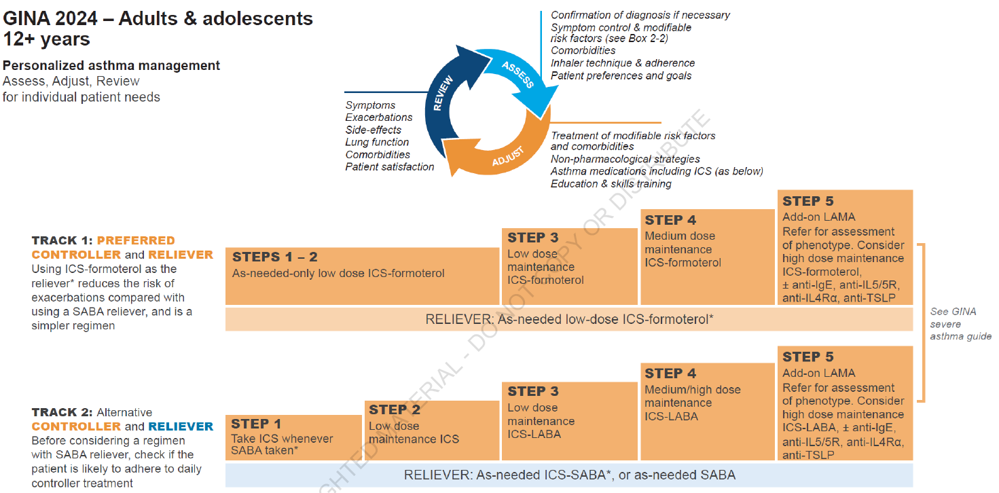 GINA 2024 – Adults & adolescents
12+ years
Personalized asthma management
Assess, Adjust, Review
for individual patient needs
Confirmation of diagnosis if necessary
Symptom control & modifiable
risk factors (see Box 2-2)
Comorbidities
Inhaler technique & adherence
Patient preferences and goals
REVIEW
ASSESS
ADJUST
Symptoms
Exacerbations
Side-effects
Lung function
Comorbidities
Patient satisfaction
Treatment of modifiable risk factors
and comorbidities
Non-pharmacological strategies
Asthma medications including ICS (as below)
Education & skills training
TRACK 1: PREFERRED
CONTROLLER and RELIEVER
Using ICS-formoterol as the
reliever* reduces the risk of
exacerbations compared with
using a SABA reliever, and is a
simpler regimen
STEPS 1 – 2
As-needed-only low dose ICS-formoterol
STEP 3
Low dose
maintenance
ICS-formoterol
STEP 4
Medium dose
maintenance
ICS-formoterol
STEP 5
Add-on LAMA
Refer for assessment
of phenotype. Consider
high dose maintenance
ICS-formoterol,
± anti-IgE, anti-IL5/5R,
anti-IL4Rα, anti-TSLP
RELIEVER: As-needed low-dose ICS-formoterol*
See GINA
severe
asthma guide
TRACK 2: Alternative
CONTROLLER and RELIEVER
Before considering a regimen
with SABA reliever, check if the
patient is likely to adhere to daily
controller treatment
STEP 1
Take ICS whenever
SABA taken*
STEP 2
Low dose
maintenance ICS
STEP 3
Low dose
maintenance
ICS-LABA
STEP 4
Medium/high dose
maintenance
ICS-LABA
STEP 5
Add-on LAMA
Refer for assessment
of phenotype. Consider
high dose maintenance
ICS-LABA, ± anti-IgE,
anti-IL5/5R, anti-IL4Rα,
anti-TSLP
RELIEVER: As-needed ICS-SABA*, or as-needed SABA
GHTED MATERIAL - DO NOT COPY OR DISTRIBUTE